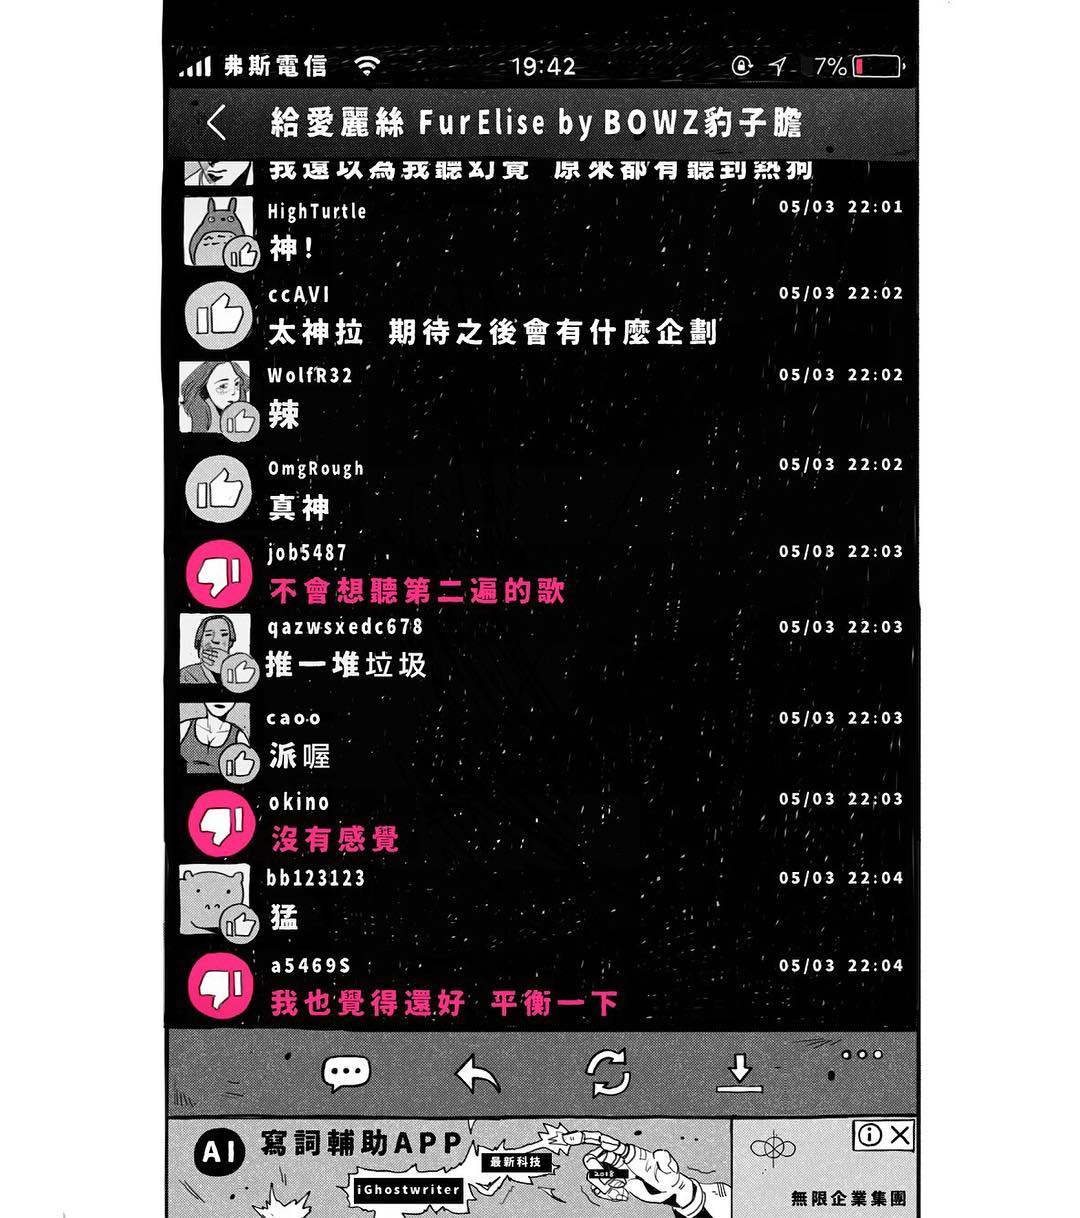 弗斯電信 19:42 7%
給愛麗絲 FurElise by BOWZ豹子膽
我還以為我聽幻覺 原來都有聽到熱狗
HighTurtle 05/03 22:01
神!
ccAVI 05/03 22:02
太神拉 期待之後會有什麼企劃
WolfR32 05/03 22:02
辣
OmgRough 05/03 22:02
真神
job5487 05/03 22:03
不會想聽第二遍的歌
qazwsxedc678 05/03 22:03
推一堆垃圾
caoo 05/03 22:03
派喔
okino 05/03 22:03
沒有感覺
bb123123 05/03 22:04
猛
a5469S 05/03 22:04
我也覺得還好 平衡一下
AI 寫詞輔助APP
最新科技
2018
iGhostwriter
無限企業集團